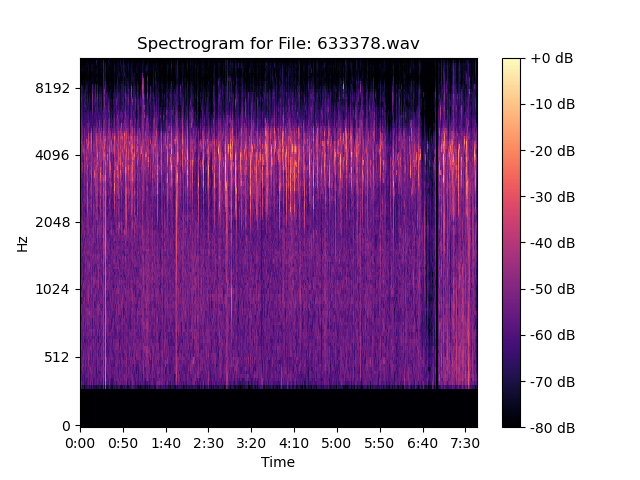 Spectrogram for File: 633378.wav
8192
4096
2048
1024
512
0
Hz
0:00 0:50 1:40 2:30 3:20 4:10 5:00 5:50 6:40 7:30
Time
+0 dB
-10 dB
-20 dB
-30 dB
-40 dB
-50 dB
-60 dB
-70 dB
-80 dB